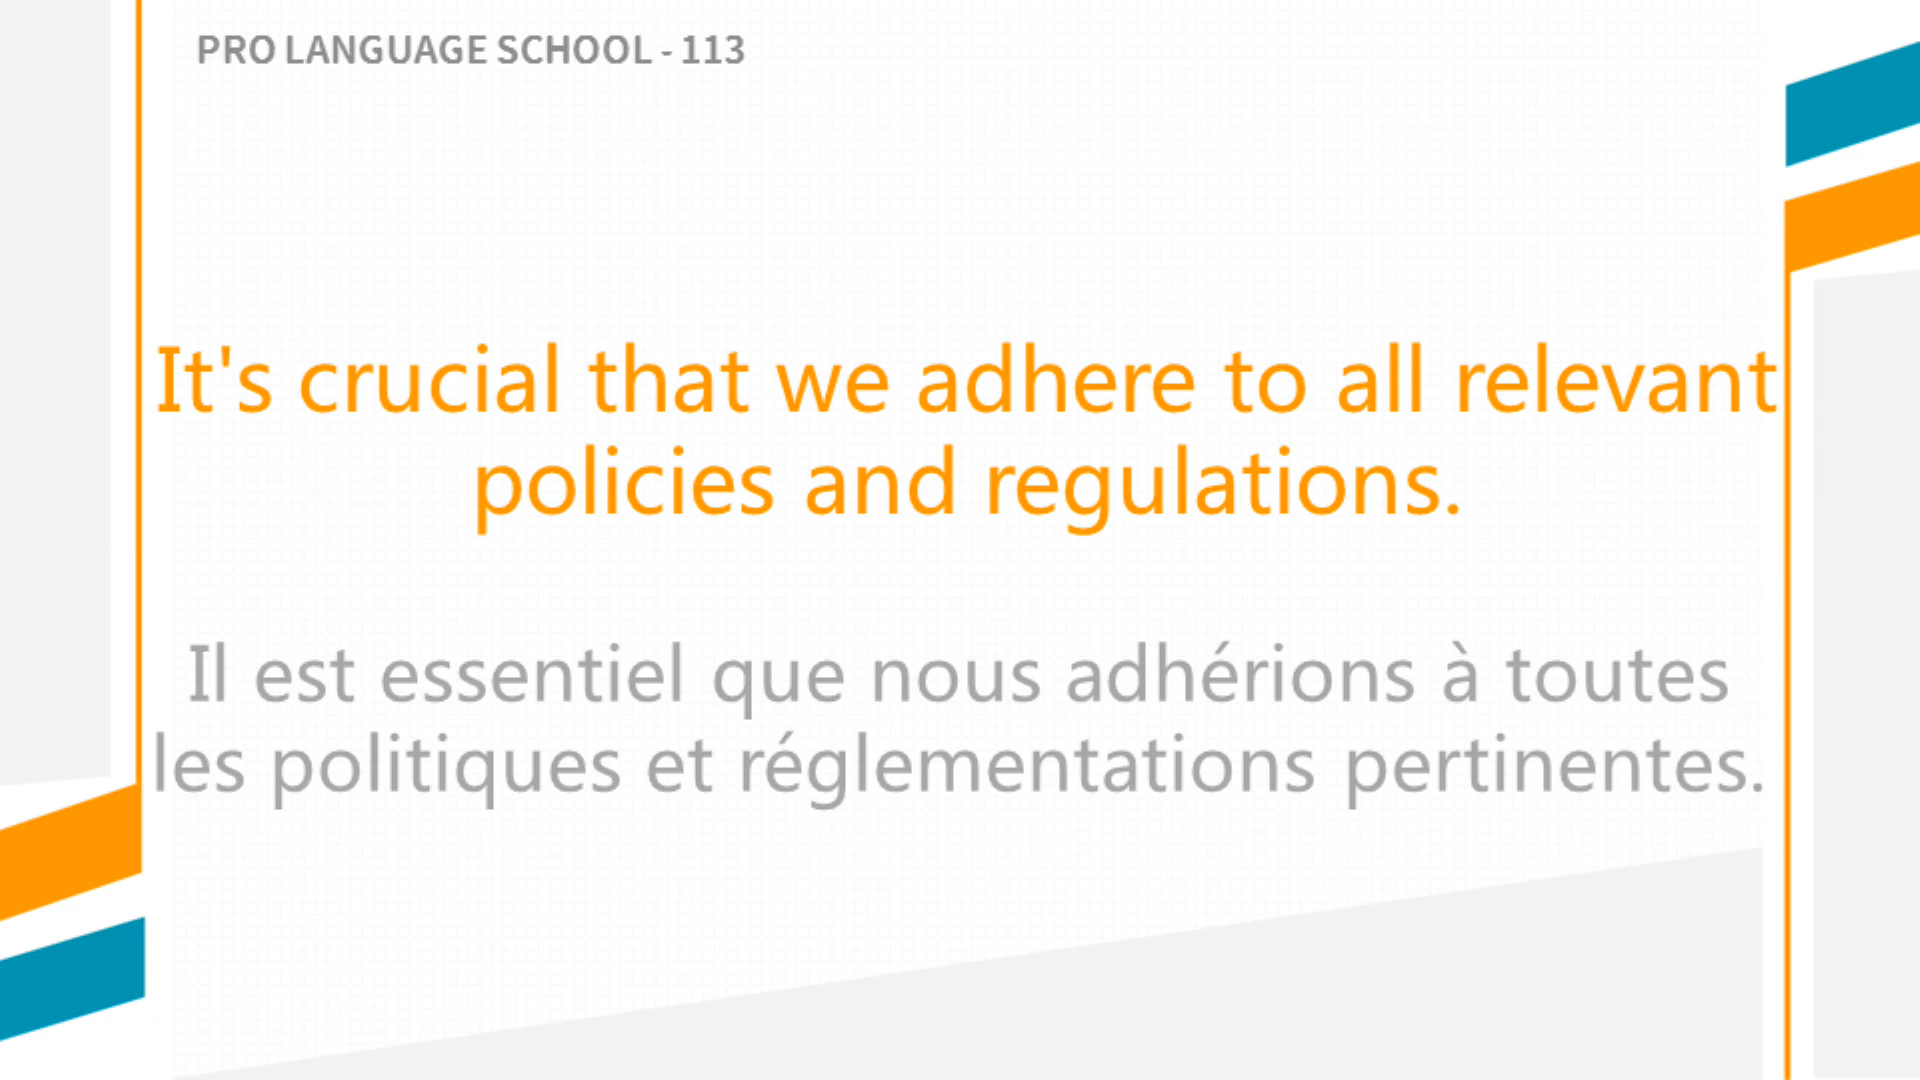 PRO LANGUAGE SCHOOL - 113
It's crucial that we adhere to all relevant
policies and regulations.
Il est essentiel que nous adhérions à toutes
les politiques et réglementations pertinentes.